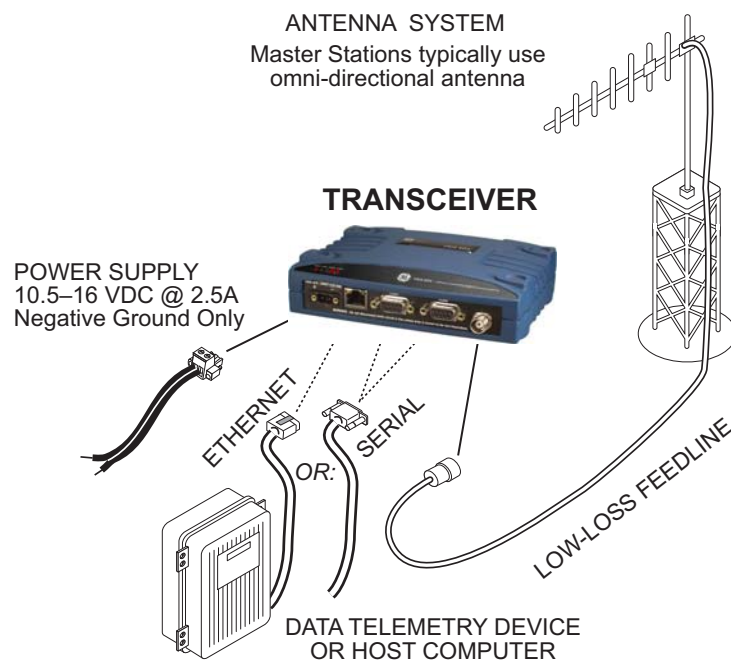 ANTENNA SYSTEM
Master Stations typically use
omni-directional antenna
TRANSCEIVER
POWER SUPPLY
10.5–16 VDC @ 2.5A
Negative Ground Only
ETHERNET
OR:
SERIAL
LOW-LOSS FEEDLINE
DATA TELEMETRY DEVICE
OR HOST COMPUTER